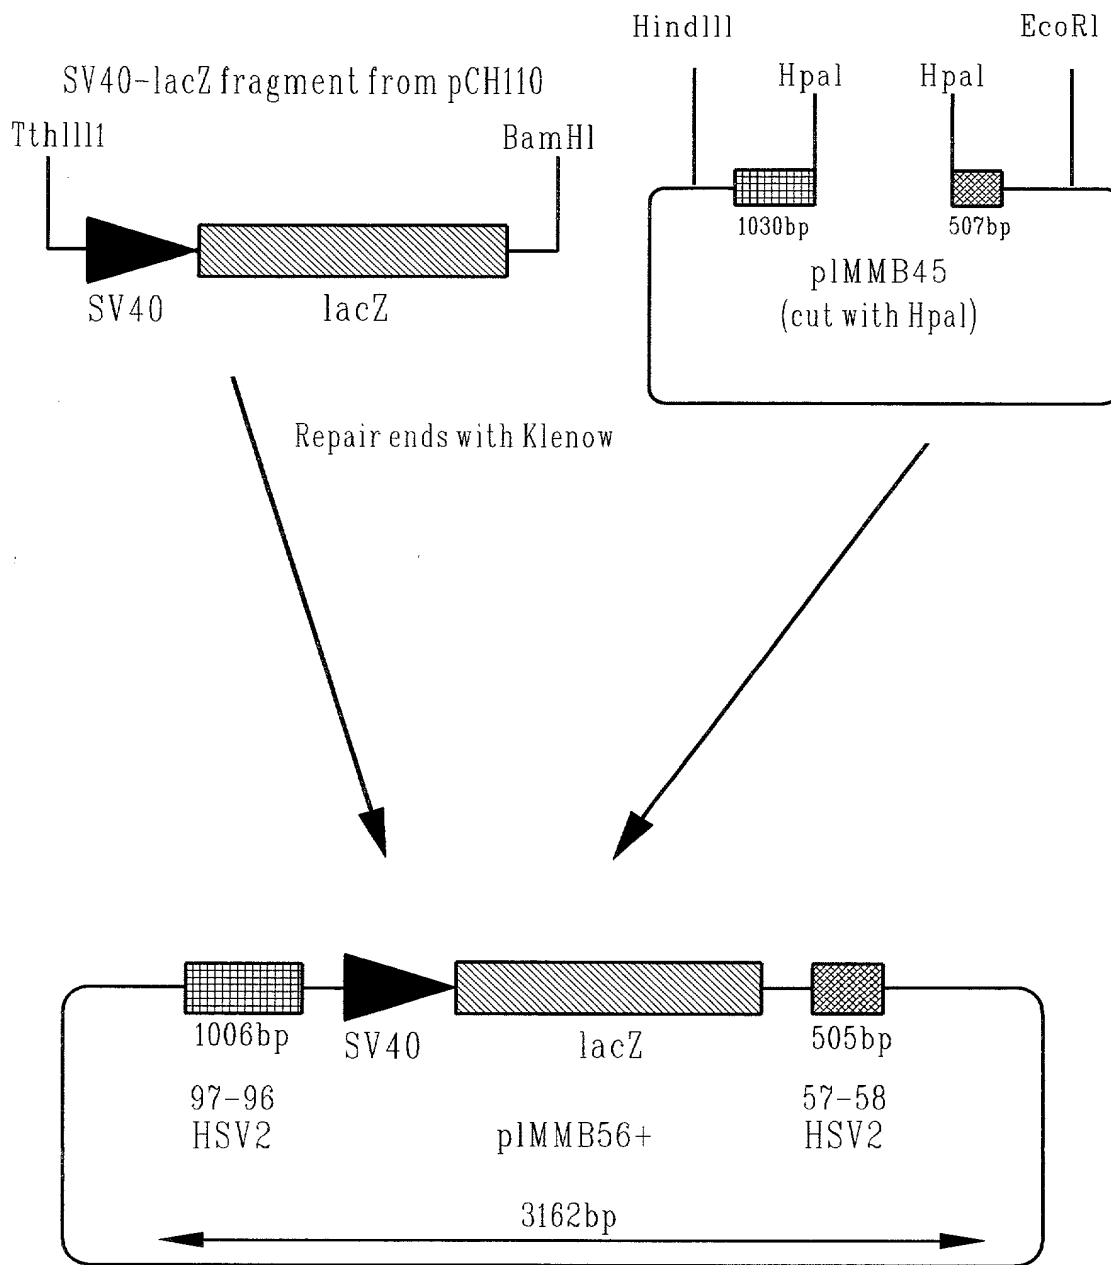 HindIII
EcoRI
SV40-lacZ fragment from pCH110
HpaI
HpaI
TthIII1
BamHI
1030bp
507bp
pIMMB45
(cut with HpaI)
SV40
lacZ
Repair ends with Klenow
1006bp
SV40
lacZ
505bp
97-96
HSV2
pIMMB56+
57-58
HSV2
3162bp